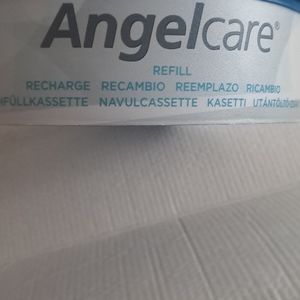 Angelcare®
REFILL
RECHARGE RECAMBIO REEMPLAZO RICAMBIO
NAVULCASSETTE KASETTI